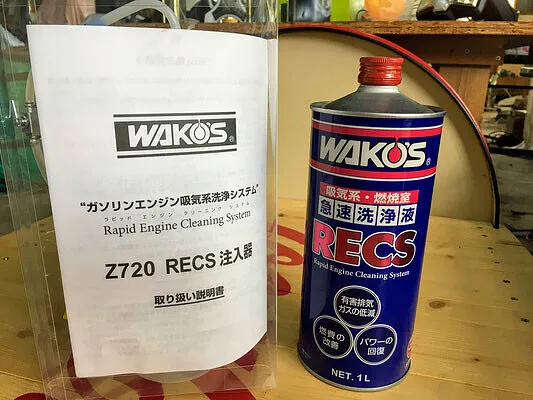 WAKO'S®
"ガソリンエンジン吸気系洗浄システム"
ラピッド エンジン クリーニング システム
Rapid Engine Cleaning System
Z720 RECS 注入器
取り扱い説明書
WAKO'S®
吸気系・燃焼室
急速洗浄液
RECS
Rapid Engine Cleaning System
有害排気
ガスの低減
燃費の
改善
パワーの
回復
NET. 1L